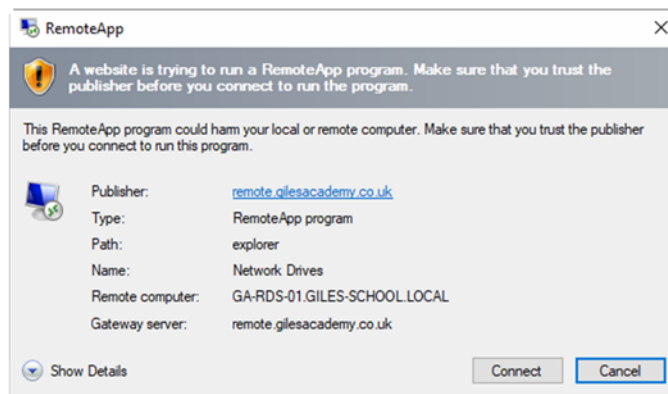 RemoteApp
A website is trying to run a RemoteApp program. Make sure that you trust the
publisher before you connect to run the program.
This RemoteApp program could harm your local or remote computer. Make sure that you trust the publisher
before you connect to run this program.
Publisher: remote.gilesacademy.co.uk
Type: RemoteApp program
Path: explorer
Name: Network Drives
Remote computer: GA-RDS-01.GILES-SCHOOL.LOCAL
Gateway server: remote.gilesacademy.co.uk
Show Details Connect Cancel